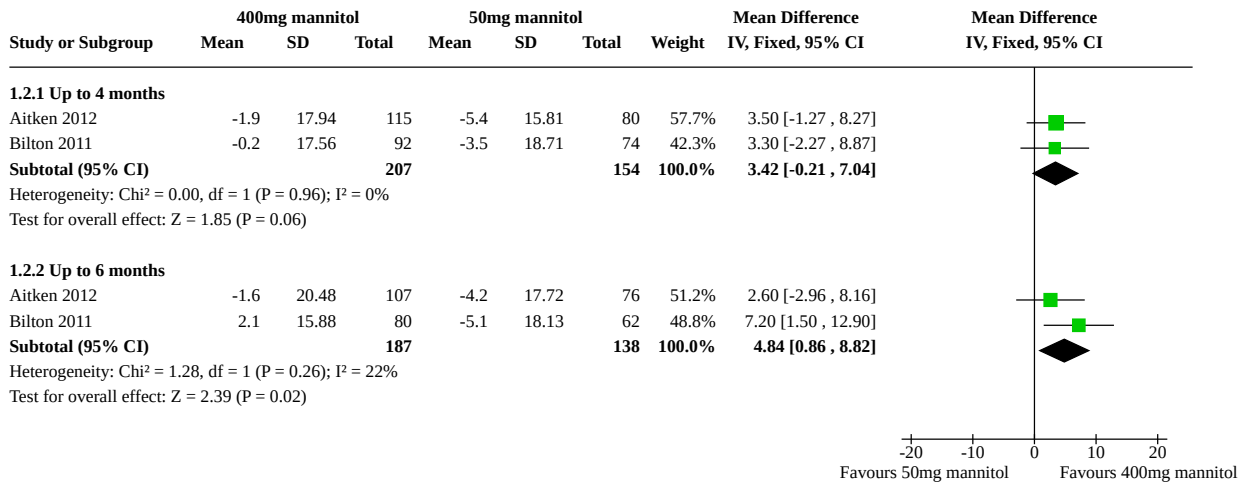 400mg mannitol 50mg mannitol Mean Difference Mean Difference
Study or Subgroup Mean SD Total Mean SD Total Weight IV, Fixed, 95% CI IV, Fixed, 95% CI
1.2.1 Up to 4 months
Aitken 2012 -1.9 17.94 115 -5.4 15.81 80 57.7% 3.50 [-1.27 , 8.27]
Bilton 2011 -0.2 17.56 92 -3.5 18.71 74 42.3% 3.30 [-2.27 , 8.87]
Subtotal (95% CI) 207 154 100.0% 3.42 [-0.21 , 7.04]
Heterogeneity: Chi² = 0.00, df = 1 (P = 0.96); I² = 0%
Test for overall effect: Z = 1.85 (P = 0.06)
1.2.2 Up to 6 months
Aitken 2012 -1.6 20.48 107 -4.2 17.72 76 51.2% 2.60 [-2.96 , 8.16]
Bilton 2011 2.1 15.88 80 -5.1 18.13 62 48.8% 7.20 [1.50 , 12.90]
Subtotal (95% CI) 187 138 100.0% 4.84 [0.86 , 8.82]
Heterogeneity: Chi² = 1.28, df = 1 (P = 0.26); I² = 22%
Test for overall effect: Z = 2.39 (P = 0.02)
-20 -10 0 10 20
Favours 50mg mannitol Favours 400mg mannitol